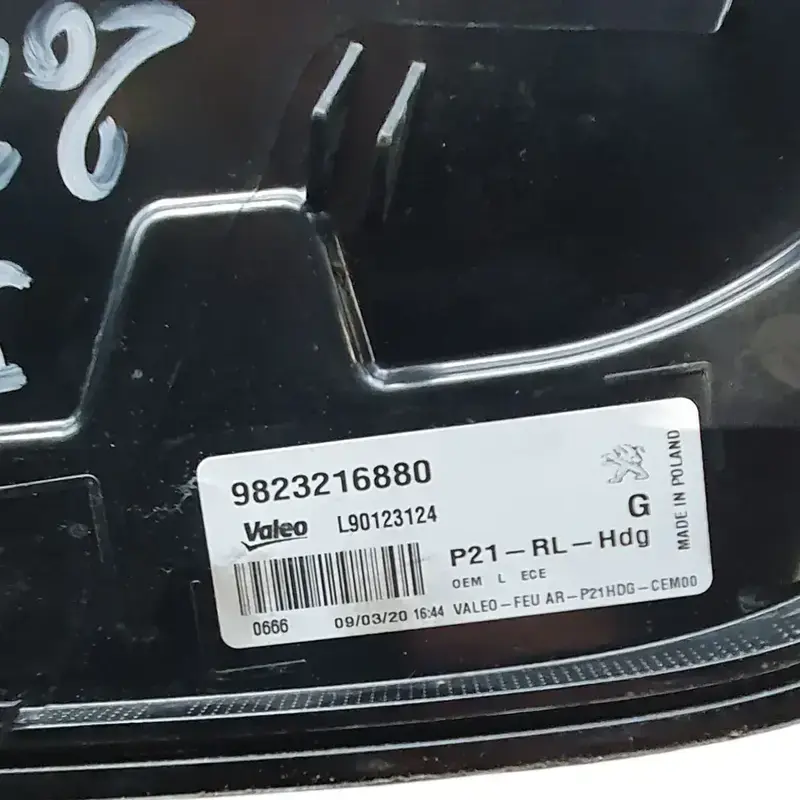 9823216880
Valeo L90123124
G
P21-RL-Hdg
OEM L ECE
0666 09/03/20 16:44 VALEO-FEU AR-P21HDG-CEM00
MADE IN POLAND